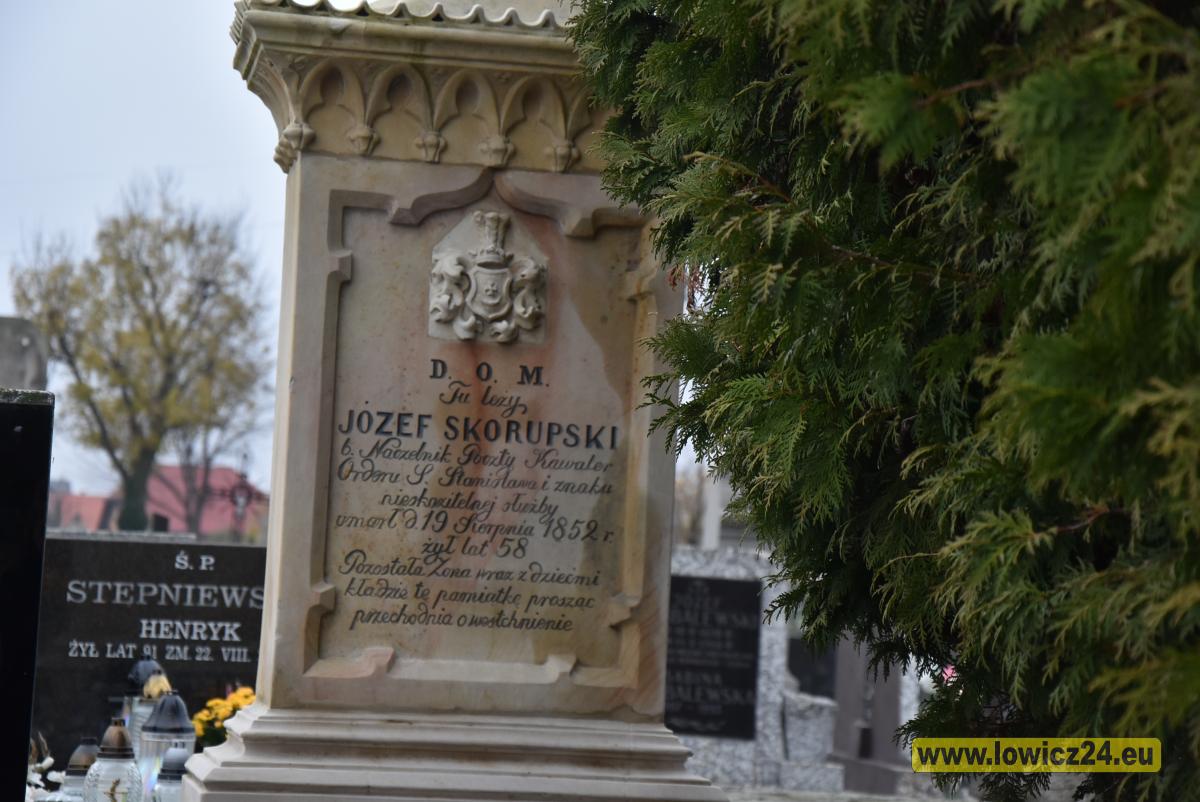 D. O. M.
Tu leży
JÓZEF SKORUPSKI
b. Naczelnik Poczty Kawaler
Orderu S. Stanisława i znaku
nieskazitelnej służby
umarł d. 19 Sierpnia 1852 r.
żył lat 58
Pozostała Żona wraz z dziećmi
kładzie tę pamiątkę prosząc
przechodnia o westchnienie
Ś. P.
STEPNIEWS
HENRYK
ŻYŁ LAT 91 ZM. 22. VIII.
www.lowicz24.eu